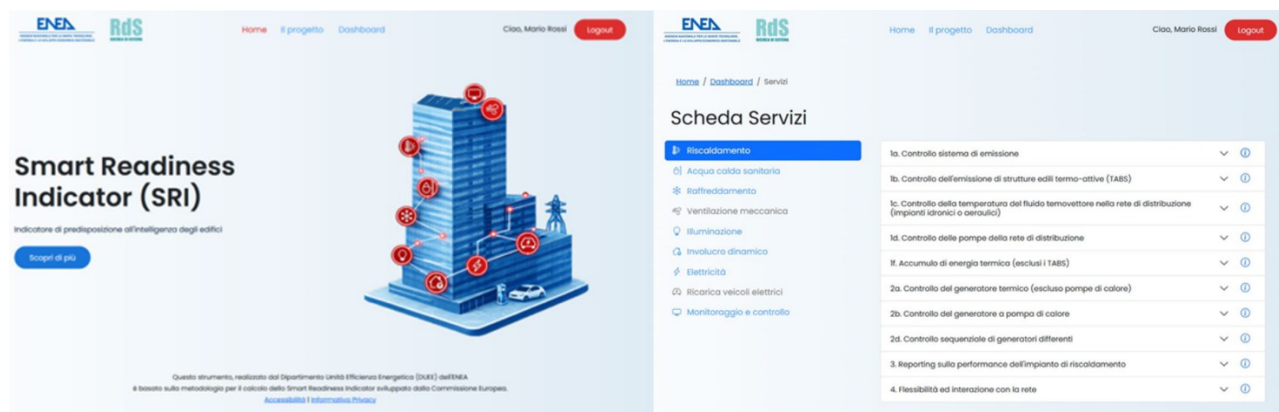 ENEA
RdS
RICERCA DI SISTEMA
Home Il progetto Dashboard
Ciao, Mario Rossi
Logout
Smart Readiness
Indicator (SRI)
Indicatore di predisposizione all'intelligenza degli edifici
Scopri di più
Questo strumento, realizzato dal Dipartimento Unità Efficienza Energetica (DUEE) dell'ENEA
è basato sulla metodologia per il calcolo dello Smart Readiness Indicator sviluppato dalla Commissione Europea.
Accessibilità | Informativa Privacy
ENEA
RdS
RICERCA DI SISTEMA
Home Il progetto Dashboard
Ciao, Mario Rossi
Logout
Home / Dashboard / Servizi
Scheda Servizi
Riscaldamento
Acqua calda sanitaria
Raffreddamento
Ventilazione meccanica
Illuminazione
Involucro dinamico
Elettricità
Ricarica veicoli elettrici
Monitoraggio e controllo
1a. Controllo sistema di emissione
1b. Controllo dell'emissione di strutture edili termo-attive (TABS)
1c. Controllo della temperatura del fluido temovettore nella rete di distribuzione
(impianti idronici o aeraulici)
1d. Controllo delle pompe della rete di distribuzione
1f. Accumulo di energia termica (esclusi i TABS)
2a. Controllo del generatore termico (escluso pompe di calore)
2b. Controllo del generatore a pompa di calore
2d. Controllo sequenziale di generatori differenti
3. Reporting sulla performance dell'impianto di riscaldamento
4. Flessibilità ed interazione con la rete